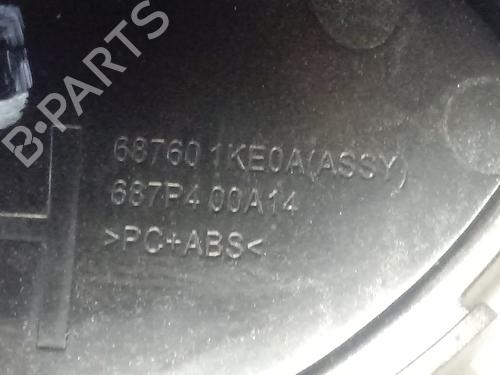 B-PARTS
68760 1KE0A(ASSY)
687P4 00A14
>PC+ABS<